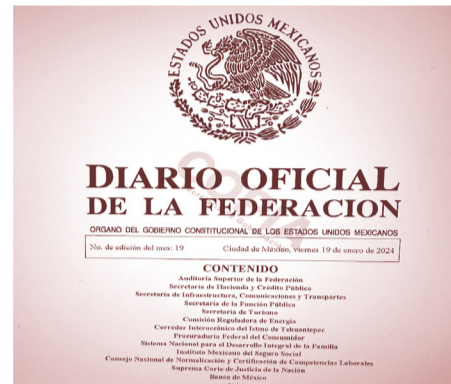 ESTADOS UNIDOS MEXICANOS
COPIA
DIARIO OFICIAL
DE LA FEDERACION
ORGANO DEL GOBIERNO CONSTITUCIONAL DE LOS ESTADOS UNIDOS MEXICANOS
No. de edición del mes: 19 Ciudad de México, viernes 19 de enero de 2024
CONTENIDO
Auditoría Superior de la Federación
Secretaría de Hacienda y Crédito Público
Secretaría de Infraestructura, Comunicaciones y Transportes
Secretaría de la Función Pública
Secretaría de Turismo
Comisión Reguladora de Energía
Corredor Interoceánico del Istmo de Tehuantepec
Procuraduría Federal del Consumidor
Sistema Nacional para el Desarrollo Integral de la Familia
Instituto Mexicano del Seguro Social
Consejo Nacional de Normalización y Certificación de Competencias Laborales
Suprema Corte de Justicia de la Nación
Banco de México